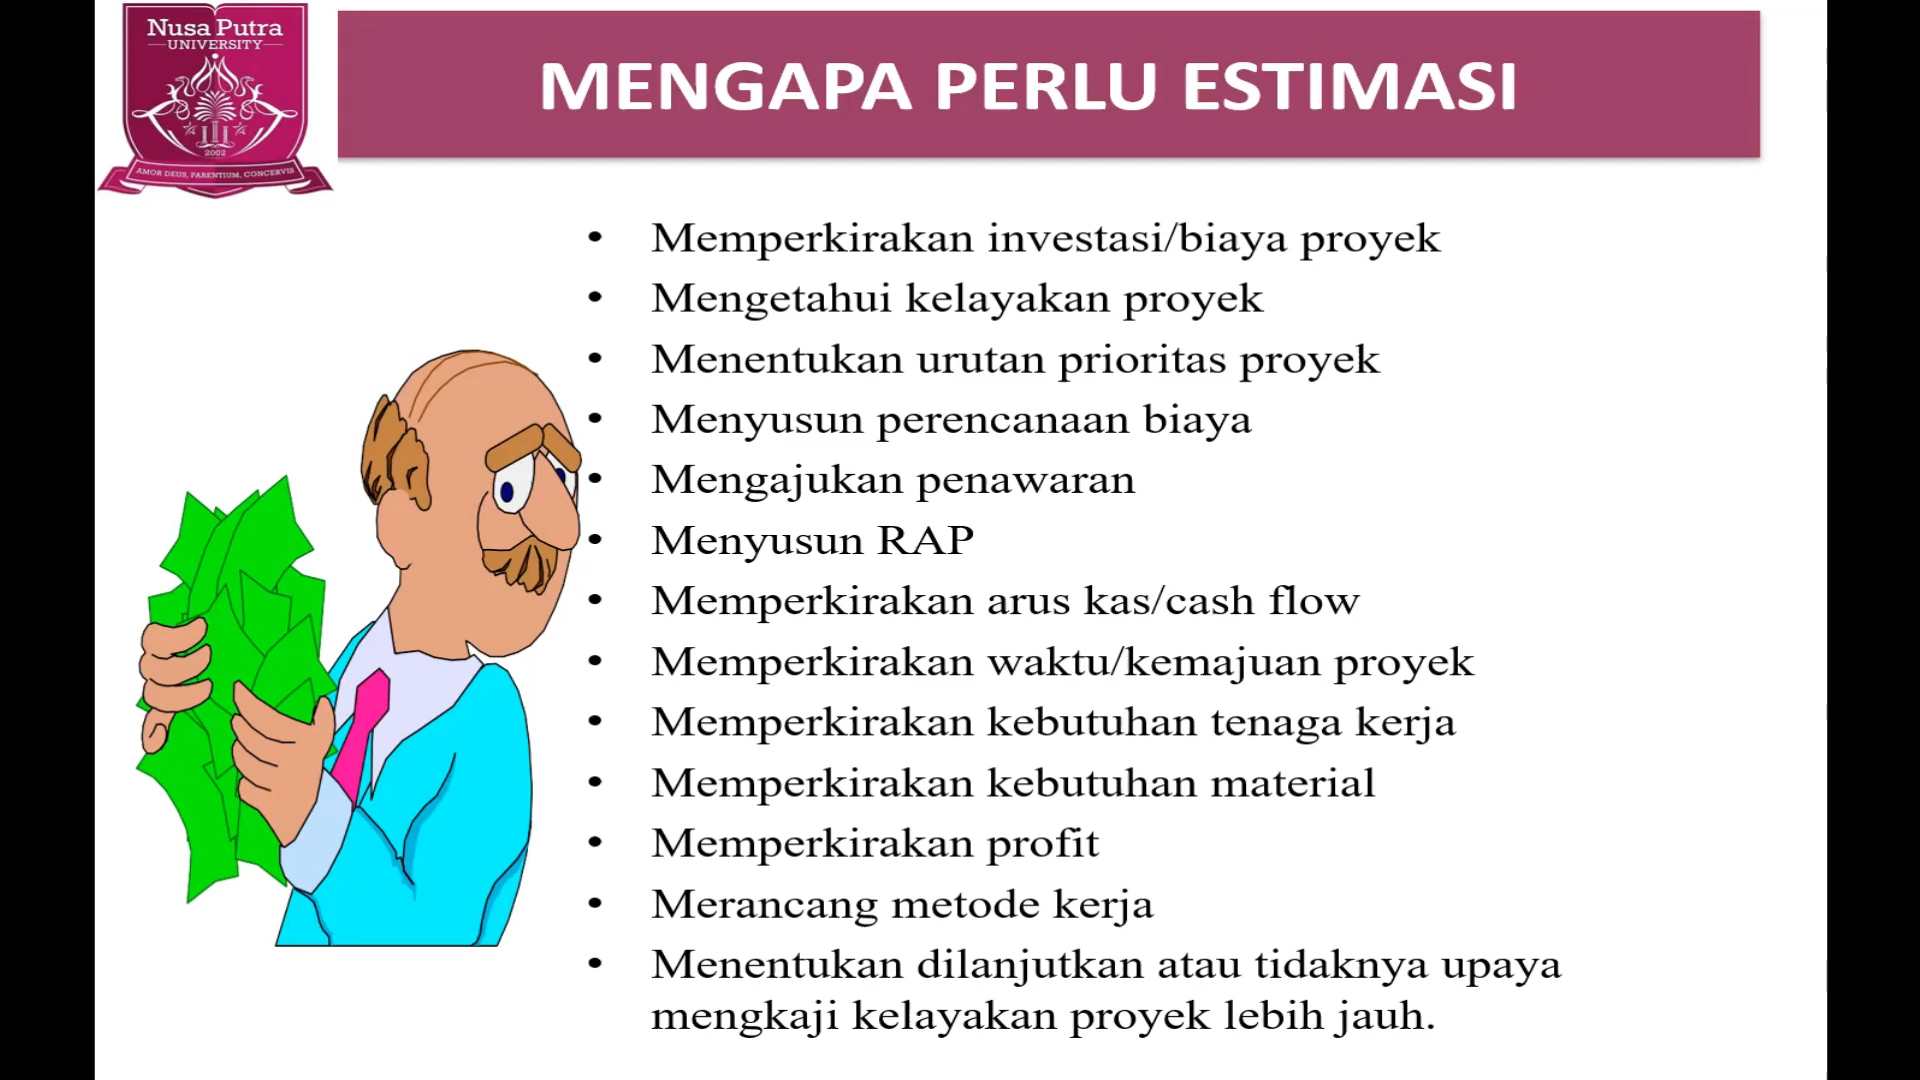 Nusa Putra
UNIVERSITY
2002
AMOR DEUS, PARENTIUM, CONCERVIS
MENGAPA PERLU ESTIMASI
• Memperkirakan investasi/biaya proyek
• Mengetahui kelayakan proyek
• Menentukan urutan prioritas proyek
• Menyusun perencanaan biaya
• Mengajukan penawaran
• Menyusun RAP
• Memperkirakan arus kas/cash flow
• Memperkirakan waktu/kemajuan proyek
• Memperkirakan kebutuhan tenaga kerja
• Memperkirakan kebutuhan material
• Memperkirakan profit
• Merancang metode kerja
• Menentukan dilanjutkan atau tidaknya upaya
mengkaji kelayakan proyek lebih jauh.